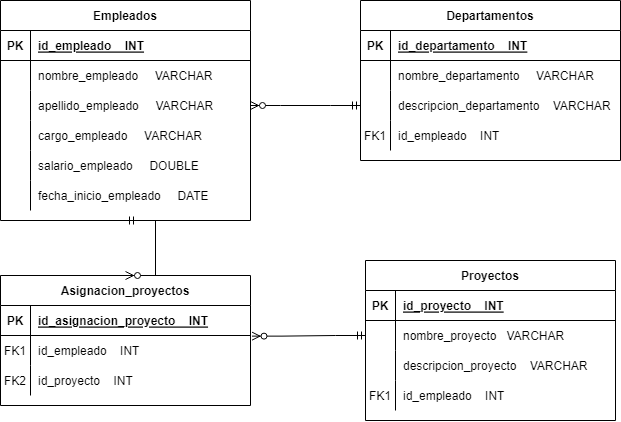 Empleados
PK id_empleado INT
nombre_empleado VARCHAR
apellido_empleado VARCHAR
cargo_empleado VARCHAR
salario_empleado DOUBLE
fecha_inicio_empleado DATE
Departamentos
PK id_departamento INT
nombre_departamento VARCHAR
descripcion_departamento VARCHAR
FK1 id_empleado INT
Asignacion_proyectos
PK id_asignacion_proyecto INT
FK1 id_empleado INT
FK2 id_proyecto INT
Proyectos
PK id_proyecto INT
nombre_proyecto VARCHAR
descripcion_proyecto VARCHAR
FK1 id_empleado INT